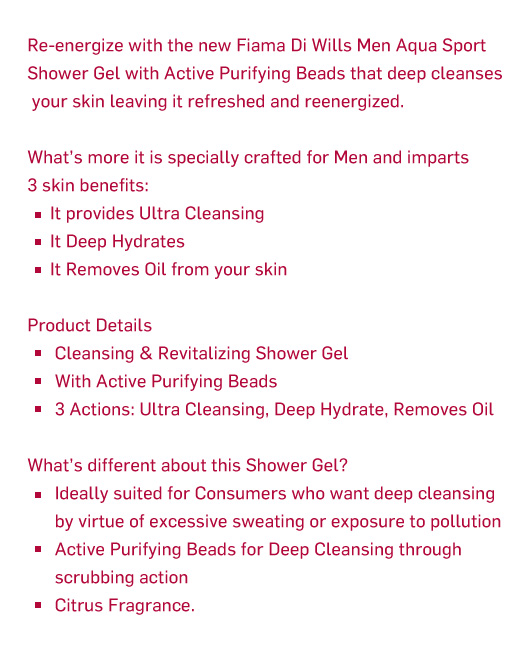 Re-energize with the new Fiama Di Wills Men Aqua Sport
Shower Gel with Active Purifying Beads that deep cleanses
your skin leaving it refreshed and reenergized.
What's more it is specially crafted for Men and imparts
3 skin benefits:
▪ It provides Ultra Cleansing
▪ It Deep Hydrates
▪ It Removes Oil from your skin
Product Details
▪ Cleansing & Revitalizing Shower Gel
▪ With Active Purifying Beads
▪ 3 Actions: Ultra Cleansing, Deep Hydrate, Removes Oil
What's different about this Shower Gel?
▪ Ideally suited for Consumers who want deep cleansing
by virtue of excessive sweating or exposure to pollution
▪ Active Purifying Beads for Deep Cleansing through
scrubbing action
▪ Citrus Fragrance.